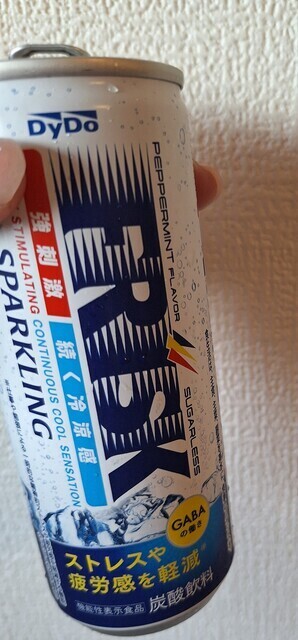 DyDo
PEPPERMINT FLAVOR
SUGARLESS
FRISK
強刺激
続く冷涼感
STIMULATING CONTINUOUS COOL SENSATION
SPARKLING
GABA
の働き
ストレスや
疲労感を軽減
機能性表示食品 炭酸飲料